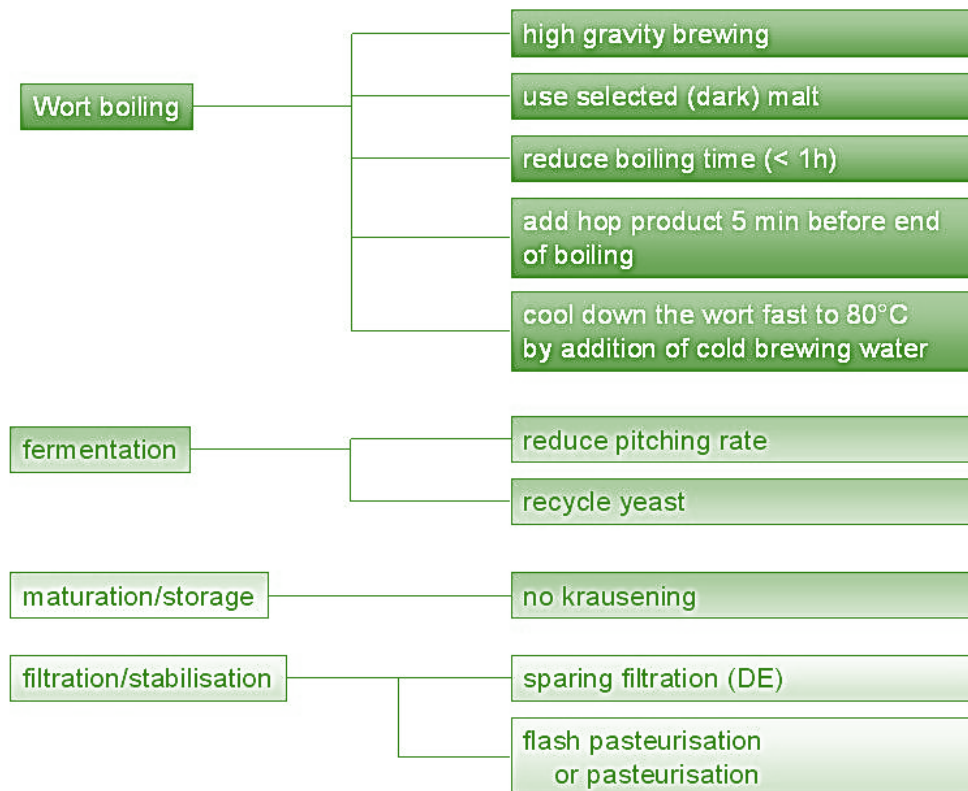 Wort boiling
high gravity brewing
use selected (dark) malt
reduce boiling time (< 1h)
add hop product 5 min before end
of boiling
cool down the wort fast to 80°C
by addition of cold brewing water
fermentation
reduce pitching rate
recycle yeast
maturation/storage
no krausening
filtration/stabilisation
sparing filtration (DE)
flash pasteurisation
or pasteurisation